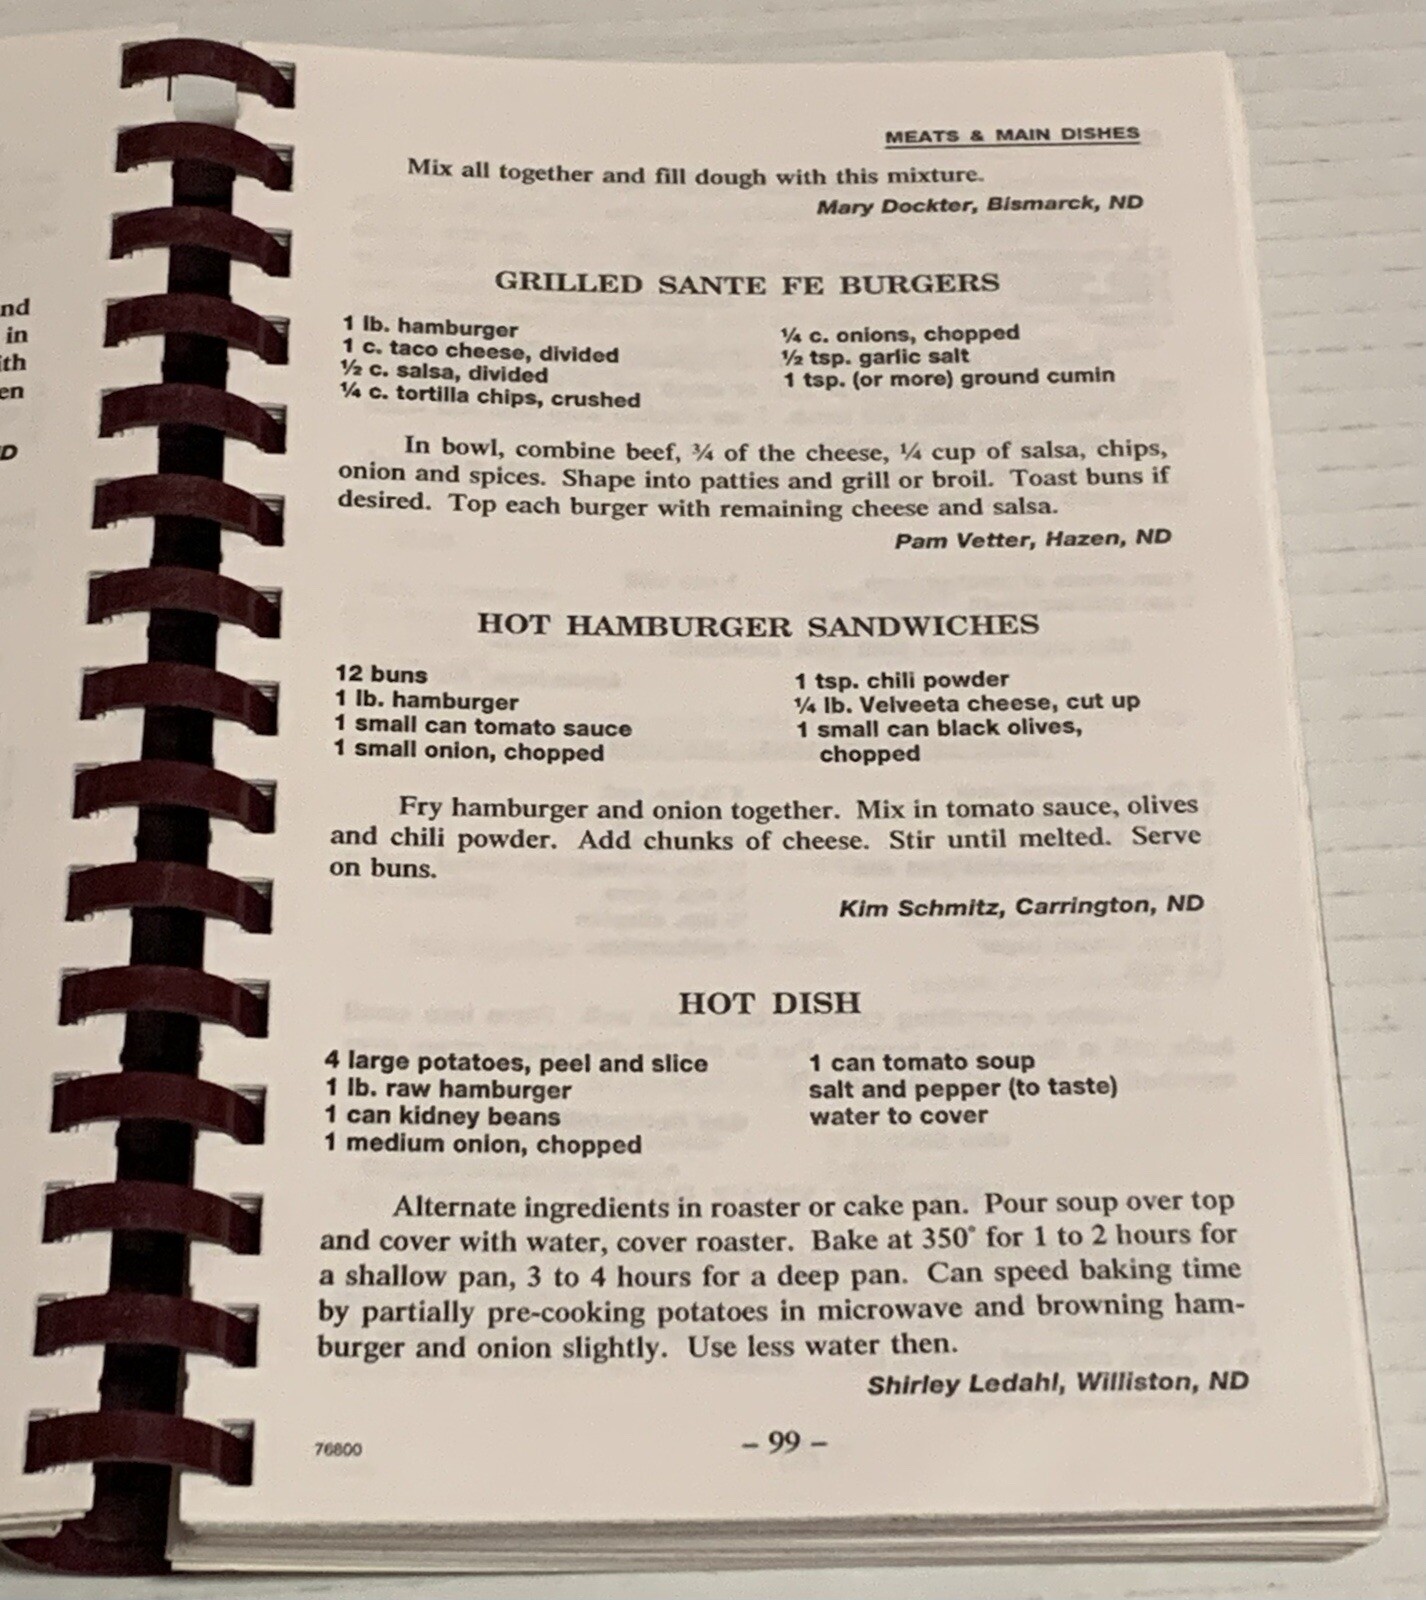 nd
in
ith
en
D
MEATS & MAIN DISHES
Mix all together and fill dough with this mixture.
Mary Dockter, Bismarck, ND
GRILLED SANTE FE BURGERS
1 lb. hamburger
1 c. taco cheese, divided
½ c. salsa, divided
¼ c. tortilla chips, crushed
¼ c. onions, chopped
½ tsp. garlic salt
1 tsp. (or more) ground cumin
In bowl, combine beef, ¾ of the cheese, ¼ cup of salsa, chips,
onion and spices. Shape into patties and grill or broil. Toast buns if
desired. Top each burger with remaining cheese and salsa.
Pam Vetter, Hazen, ND
HOT HAMBURGER SANDWICHES
12 buns
1 lb. hamburger
1 small can tomato sauce
1 small onion, chopped
1 tsp. chili powder
¼ lb. Velveeta cheese, cut up
1 small can black olives,
chopped
Fry hamburger and onion together. Mix in tomato sauce, olives
and chili powder. Add chunks of cheese. Stir until melted. Serve
on buns.
Kim Schmitz, Carrington, ND
HOT DISH
4 large potatoes, peel and slice
1 lb. raw hamburger
1 can kidney beans
1 medium onion, chopped
1 can tomato soup
salt and pepper (to taste)
water to cover
Alternate ingredients in roaster or cake pan. Pour soup over top
and cover with water, cover roaster. Bake at 350° for 1 to 2 hours for
a shallow pan, 3 to 4 hours for a deep pan. Can speed baking time
by partially pre-cooking potatoes in microwave and browning ham-
burger and onion slightly. Use less water then.
Shirley Ledahl, Williston, ND
76800
– 99 –